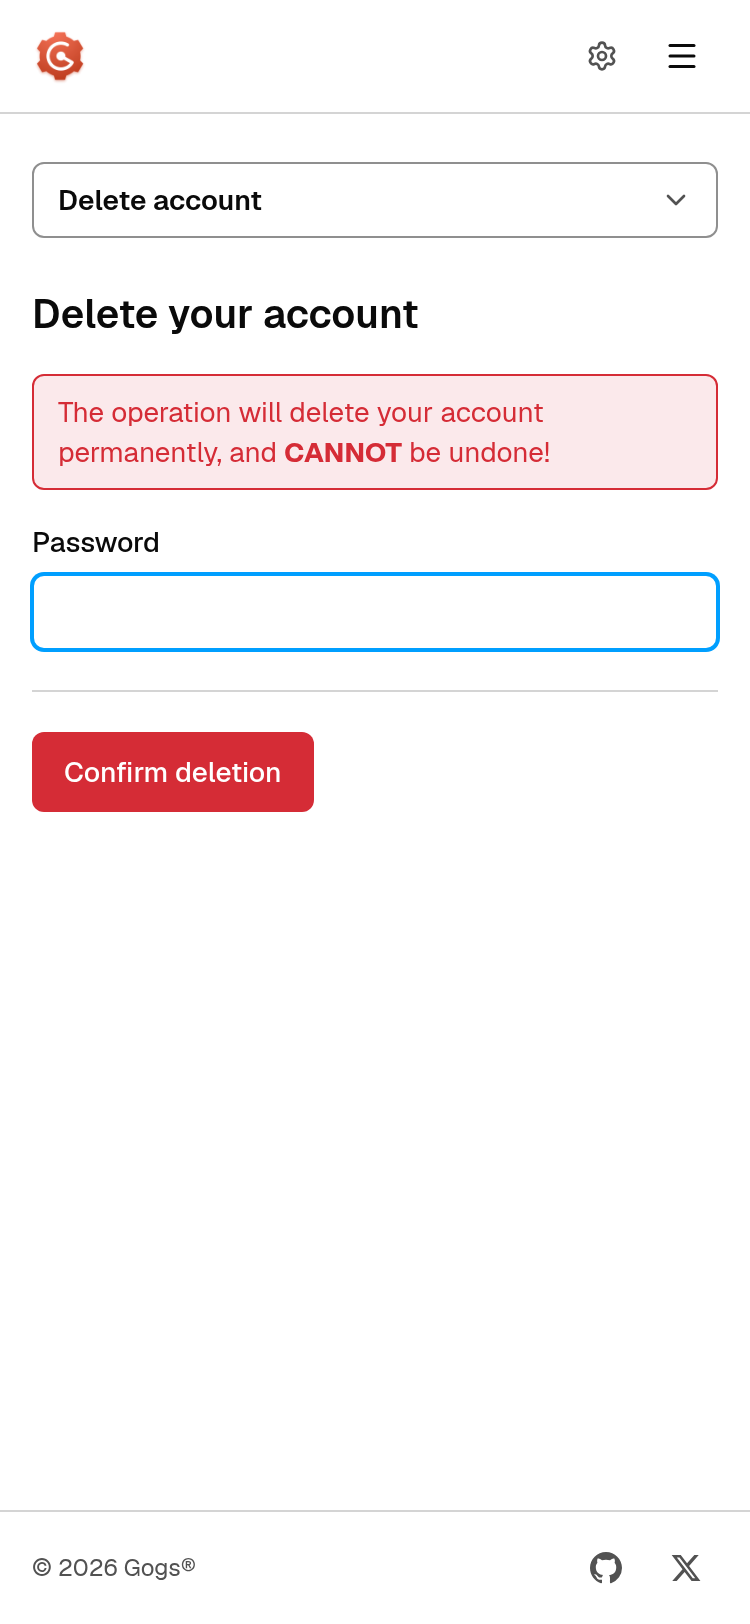 Delete account
Delete your account
The operation will delete your account
permanently, and CANNOT be undone!
Password
Confirm deletion
© 2026 Gogs®